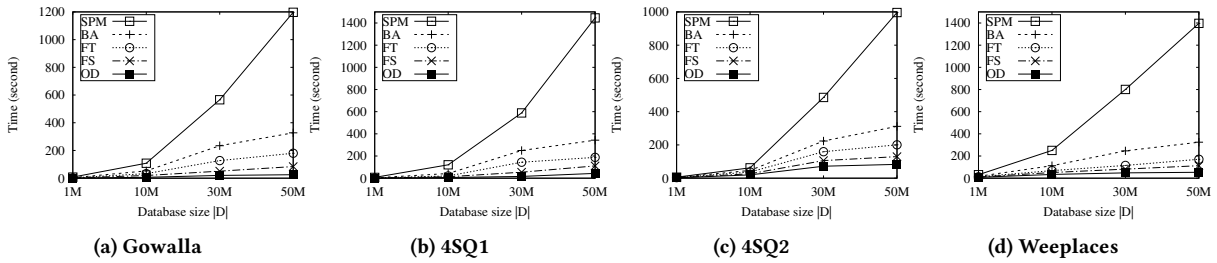 Time (second)
1200
1000
800
600
400
200
0
SPM
BA
FT
FS
OD
1M
10M
30M
50M
Database size |D|
(a) Gowalla
Time (second)
1400
1200
1000
800
600
400
200
0
SPM
BA
FT
FS
OD
1M
10M
30M
50M
Database size |D|
(b) 4SQ1
Time (second)
1000
800
600
400
200
0
SPM
BA
FT
FS
OD
1M
10M
30M
50M
Database size |D|
(c) 4SQ2
Time (second)
1400
1200
1000
800
600
400
200
0
SPM
BA
FT
FS
OD
1M
10M
30M
50M
Database size |D|
(d) Weeplaces